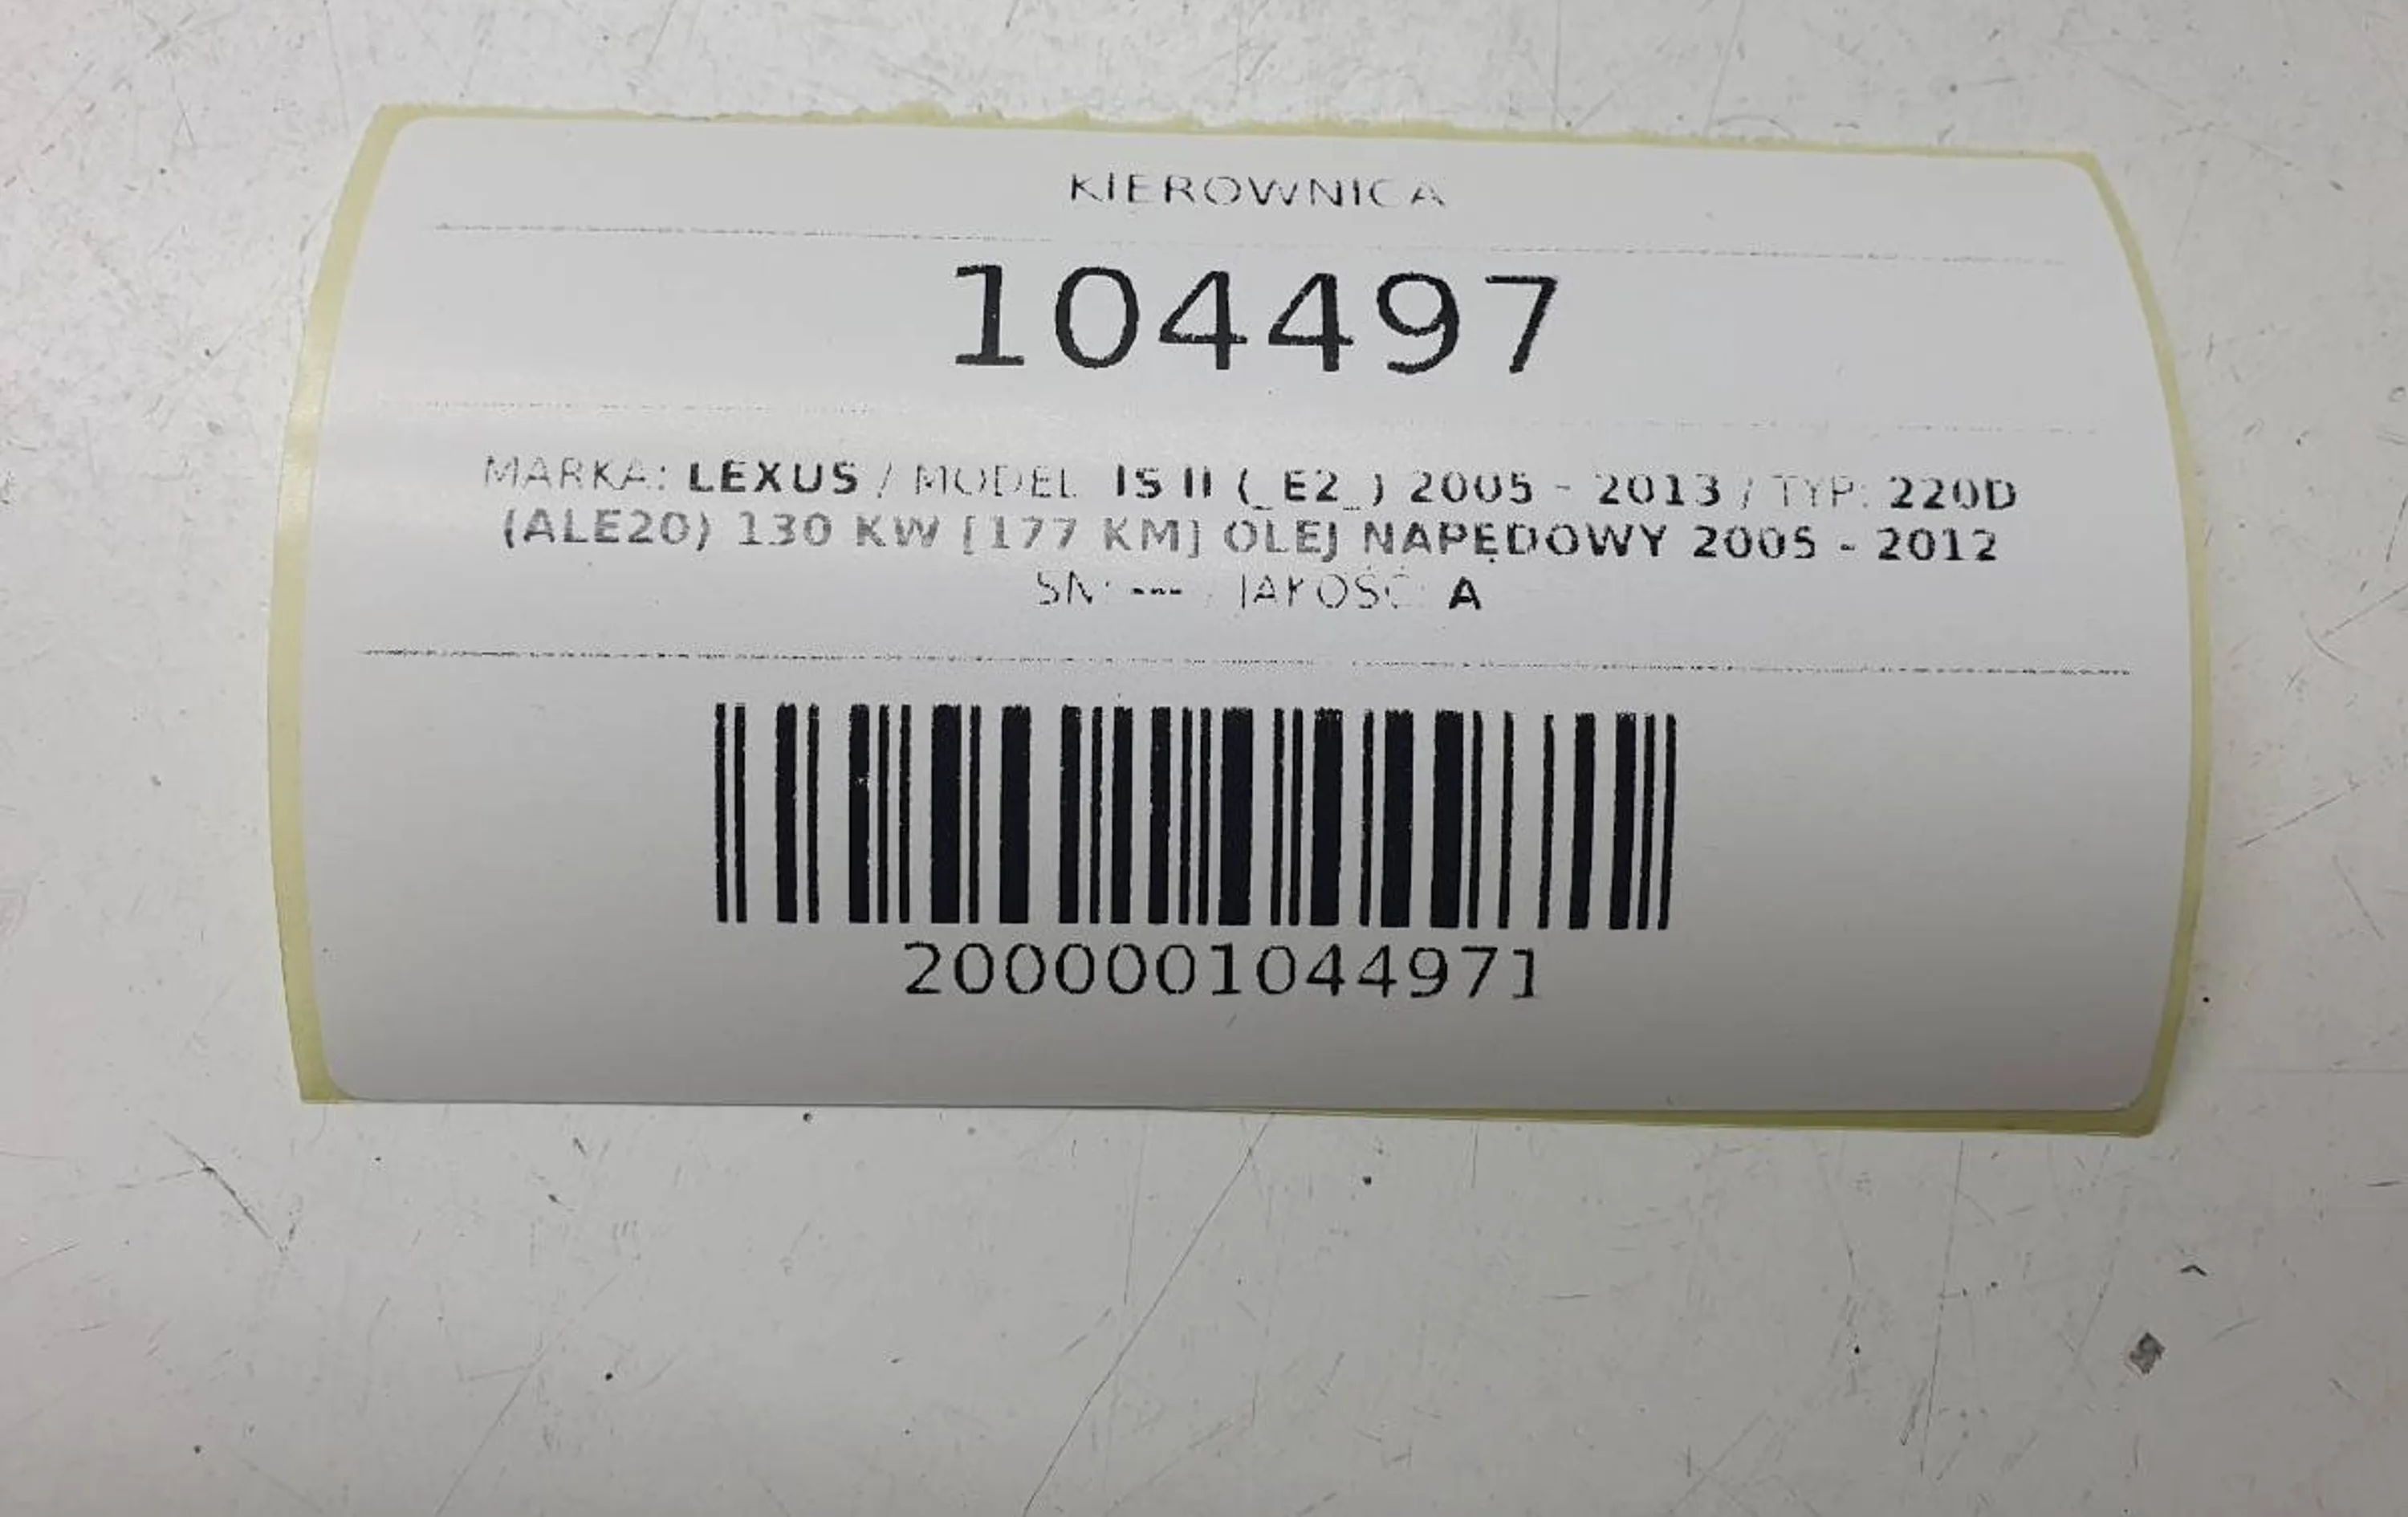 KIEROWNICA
104497
MARKA: LEXUS / MODEL: IS II (_E2_) 2005 - 2013 / TYP: 220D
(ALE20) 130 KW [177 KM] OLEJ NAPĘDOWY 2005 - 2012
SN: --- / JAKOŚĆ: A
2000001044971